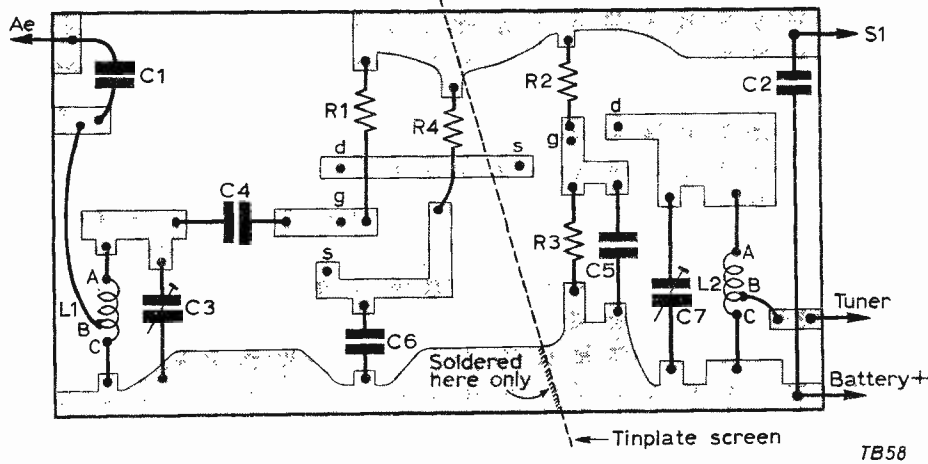 Ae
S1
C1
R2
C2
R1
R4
d
d
s
g
C4
g
s
R3
C5
A
L1
B
C
C3
C6
A
L2
B
C
C7
Tuner
Soldered
here only
Battery+
Tinplate screen
TB58